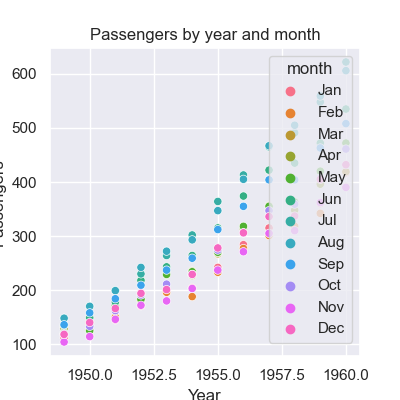 Passengers by year and month
month
Jan
Feb
Mar
Apr
May
Jun
Jul
Aug
Sep
Oct
Nov
Dec
600
500
400
300
200
100
1950.0 1952.5 1955.0 1957.5 1960.0
Year